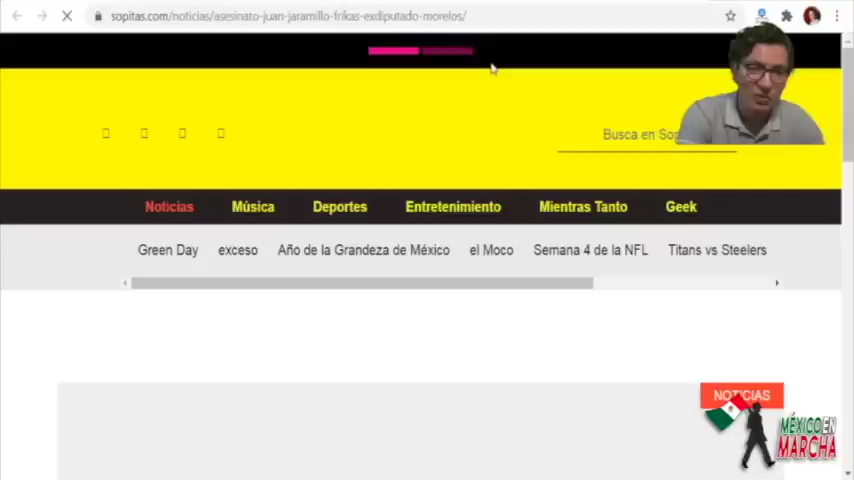 sopitas.com/noticias/asesinato-juan-jaramillo-frikas-exdiputado-morelos/
Busca en Sop
Noticias Música Deportes Entretenimiento Mientras Tanto Geek
Green Day exceso Año de la Grandeza de México el Moco Semana 4 de la NFL Titans vs Steelers
NOTICIAS
MÉXICO EN
MARCHA